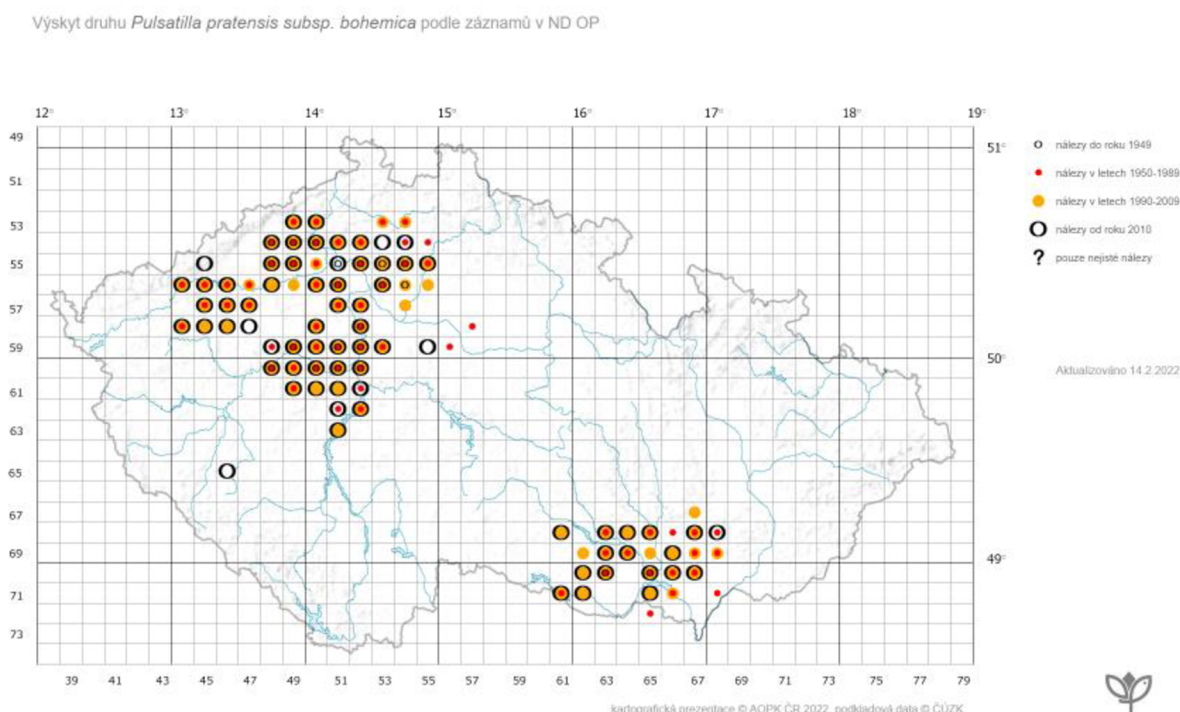 Výskyt druhu Pulsatilla pratensis subsp. bohemica podle záznamů v ND OP
12° 13° 14° 15° 16° 17° 18° 19°
49
51°
nálezy do roku 1949
51
nálezy v letech 1950-1989
nálezy v letech 1990-2009
53
nálezy od roku 2010
55
? pouze nejisté nálezy
57
59
50°
Aktualizováno 14.2.2022
61
63
65
67
69
49°
71
73
39 41 43 45 47 49 51 53 55 57 59 61 63 65 67 69 71 73 75 77 79
kartografická prezentace © AOPK ČR 2022, podkladová data © ČÚZK